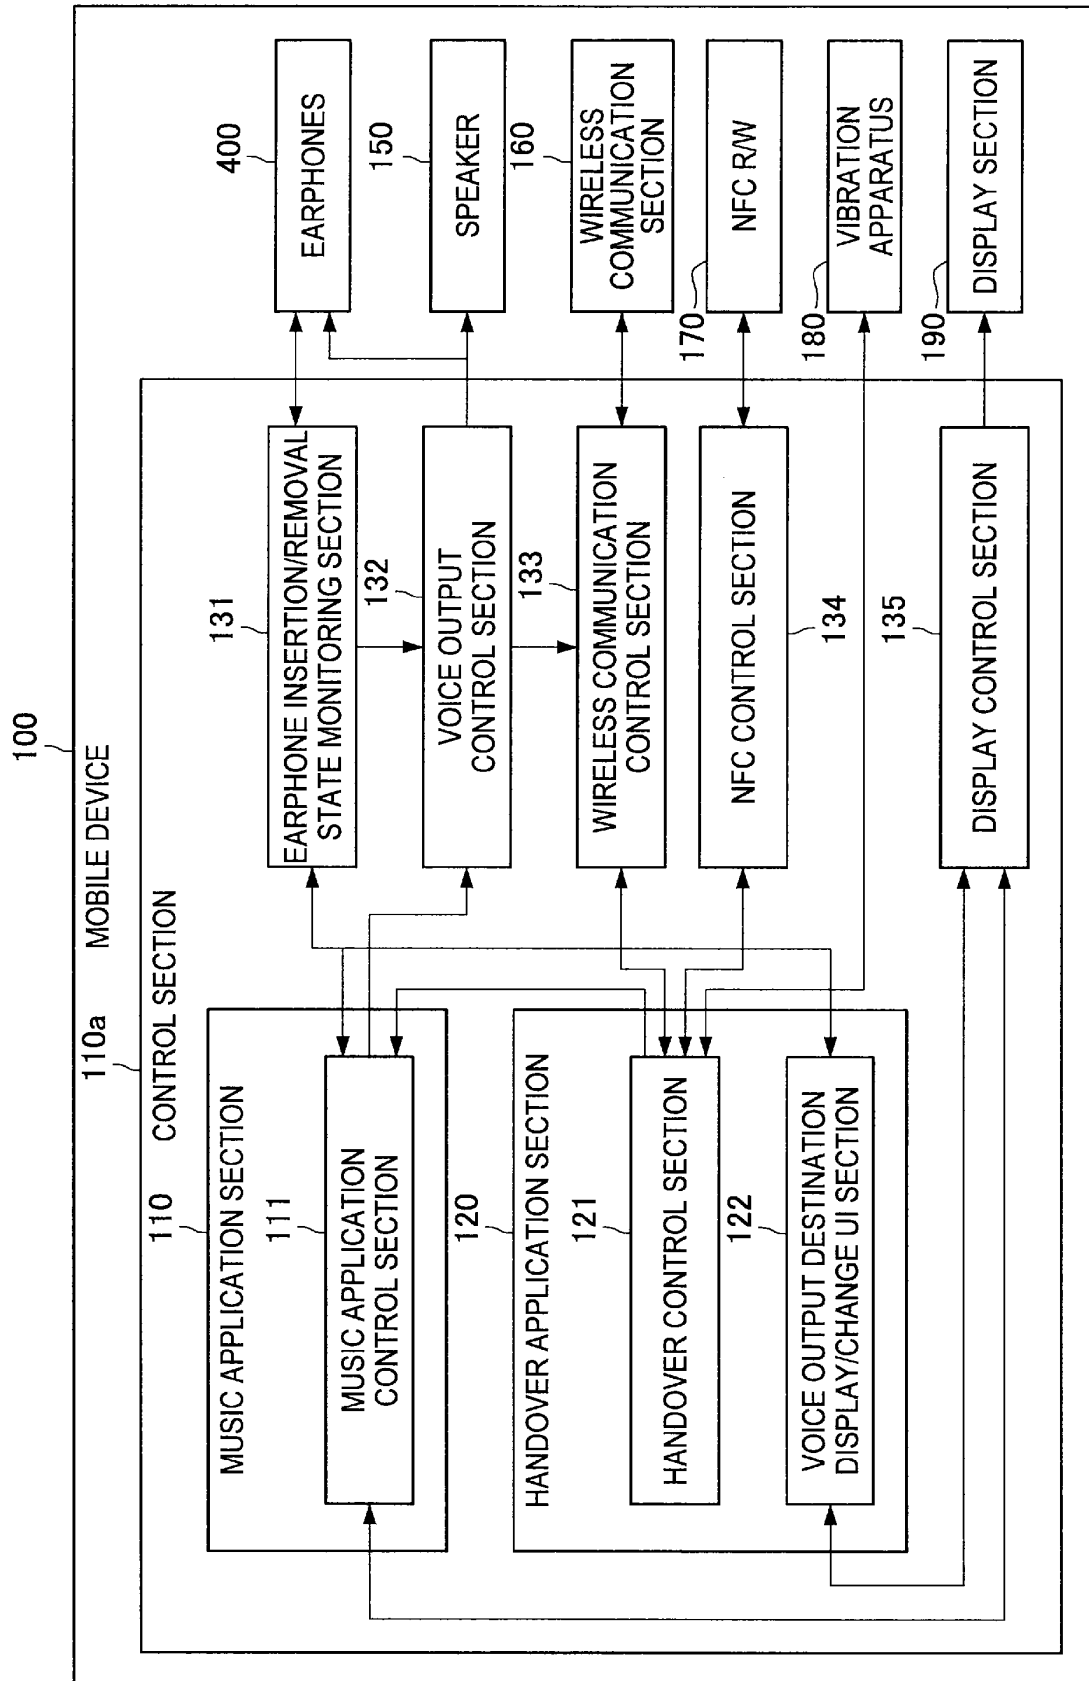 100
MOBILE DEVICE
110a
CONTROL SECTION
110
MUSIC APPLICATION SECTION
111
MUSIC APPLICATION
CONTROL SECTION
120
HANDOVER APPLICATION SECTION
121
HANDOVER CONTROL SECTION
122
VOICE OUTPUT DESTINATION
DISPLAY/CHANGE UI SECTION
131
EARPHONE INSERTION/REMOVAL
STATE MONITORING SECTION
132
VOICE OUTPUT
CONTROL SECTION
133
WIRELESS COMMUNICATION
CONTROL SECTION
NFC CONTROL SECTION
134
135
DISPLAY CONTROL SECTION
400
EARPHONES
150
SPEAKER
160
WIRELESS
COMMUNICATION
SECTION
170
NFC R/W
180
VIBRATION
APPARATUS
190
DISPLAY SECTION